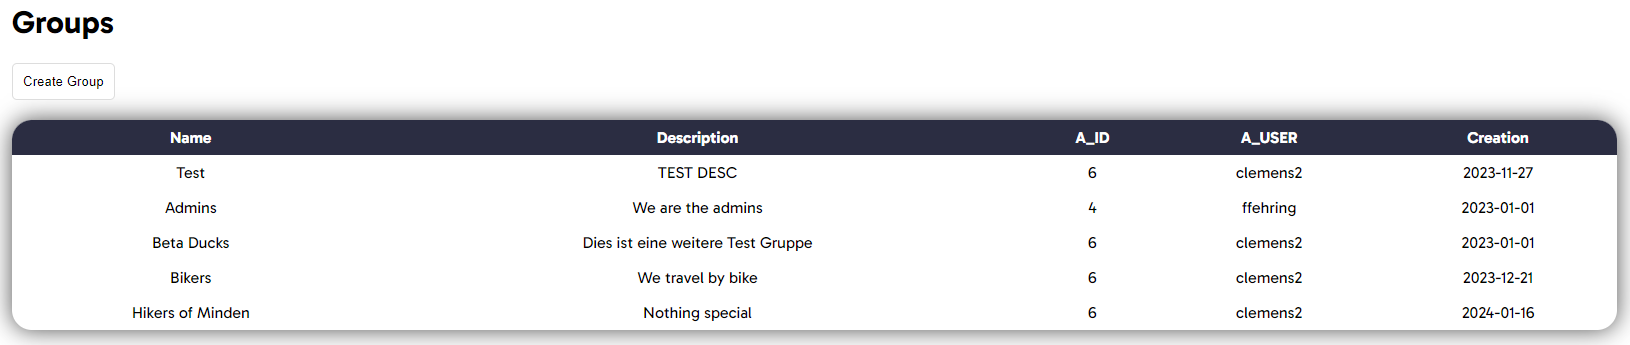 Groups
Create Group
Name Description A_ID A_USER Creation
Test TEST DESC 6 clemens2 2023-11-27
Admins We are the admins 4 ffehring 2023-01-01
Beta Ducks Dies ist eine weitere Test Gruppe 6 clemens2 2023-01-01
Bikers We travel by bike 6 clemens2 2023-12-21
Hikers of Minden Nothing special 6 clemens2 2024-01-16